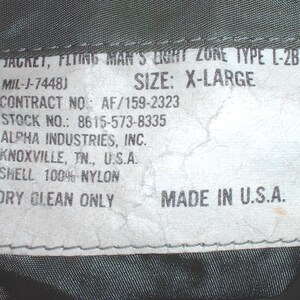 JACKET, FLYING MAN'S LIGHT ZONE TYPE L-2B
MIL-J-7448J SIZE: X-LARGE
CONTRACT NO.: AF/159-2323
STOCK NO.: 8615-573-8335
ALPHA INDUSTRIES, INC.
KNOXVILLE, TN., U.S.A.
SHELL 100% NYLON
DRY CLEAN ONLY MADE IN U.S.A.